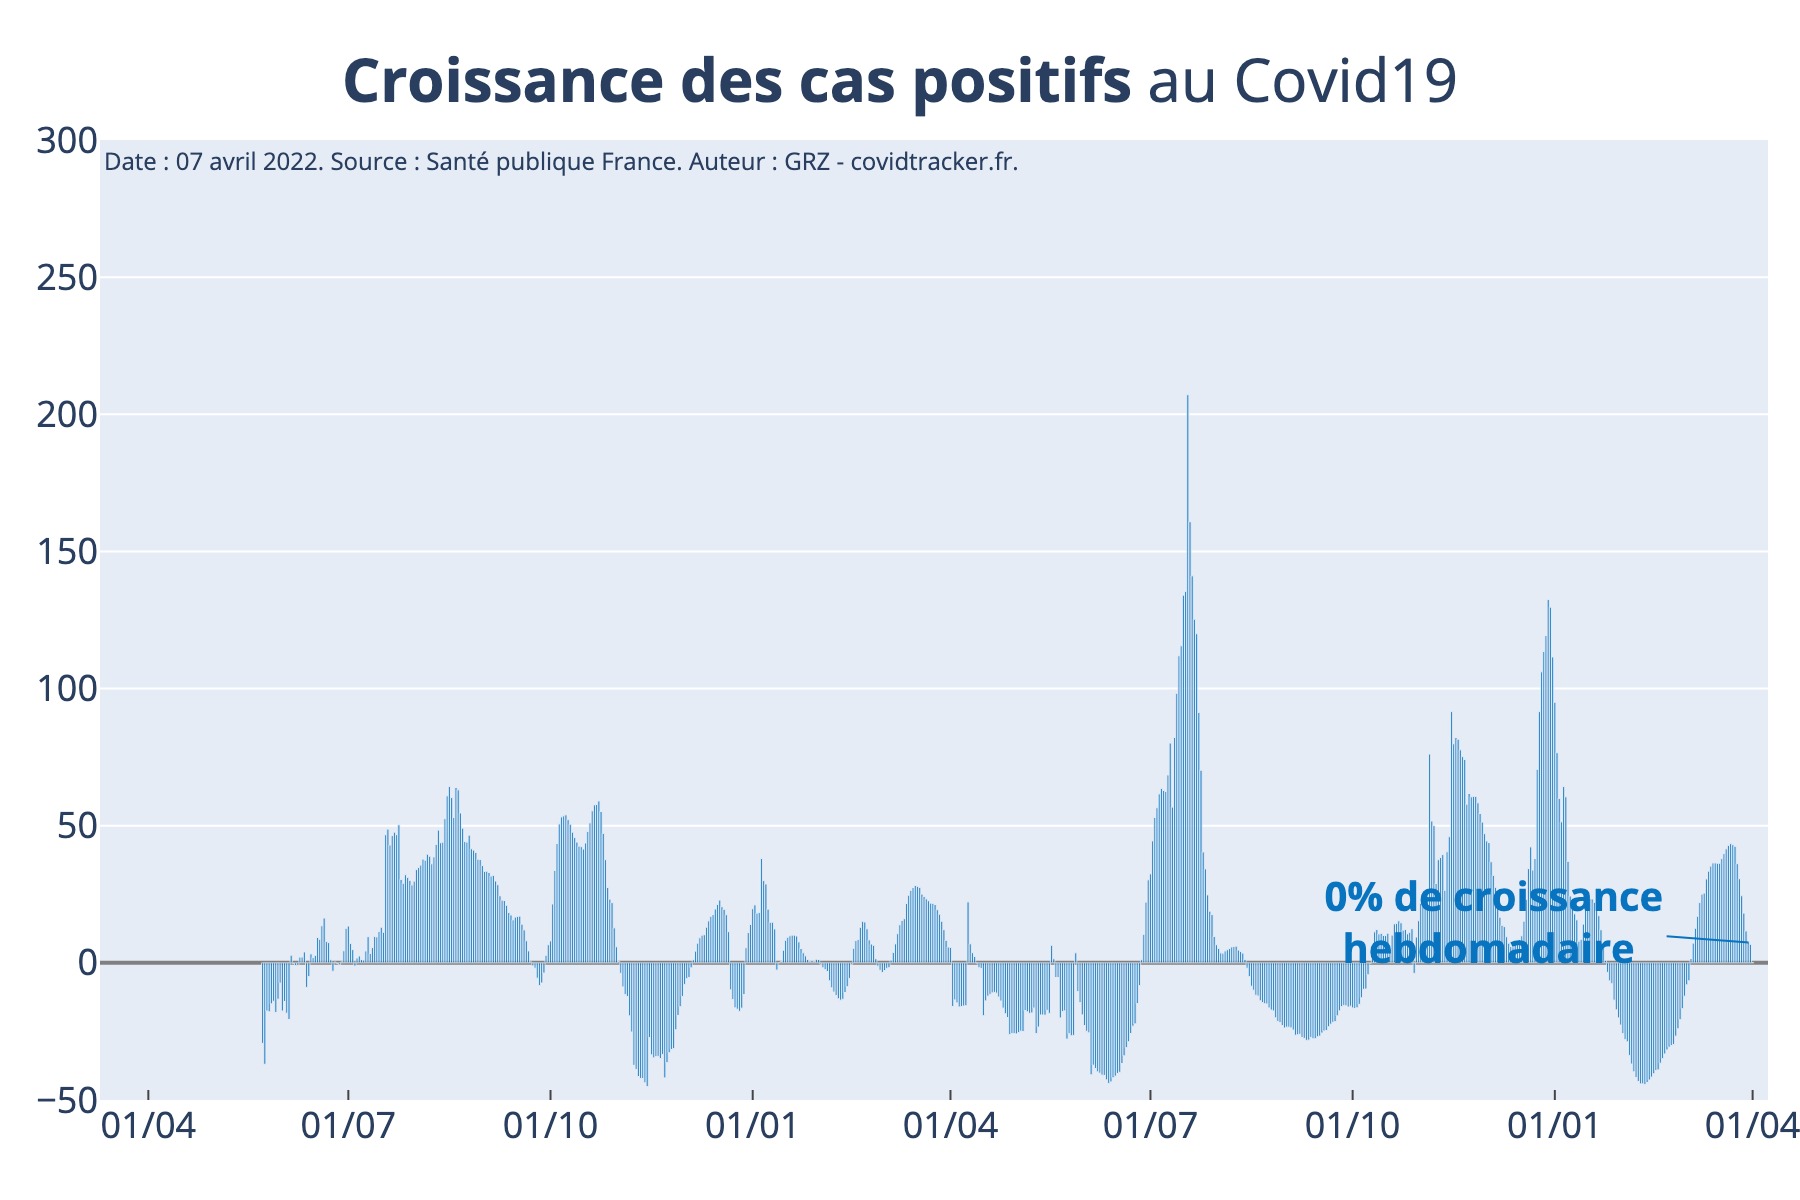 Croissance des cas positifs au Covid19
Date : 07 avril 2022. Source : Santé publique France. Auteur : GRZ - covidtracker.fr.
300
250
200
150
100
50
0
−50
0% de croissance
hebdomadaire
01/04 01/07 01/10 01/01 01/04 01/07 01/10 01/01 01/04